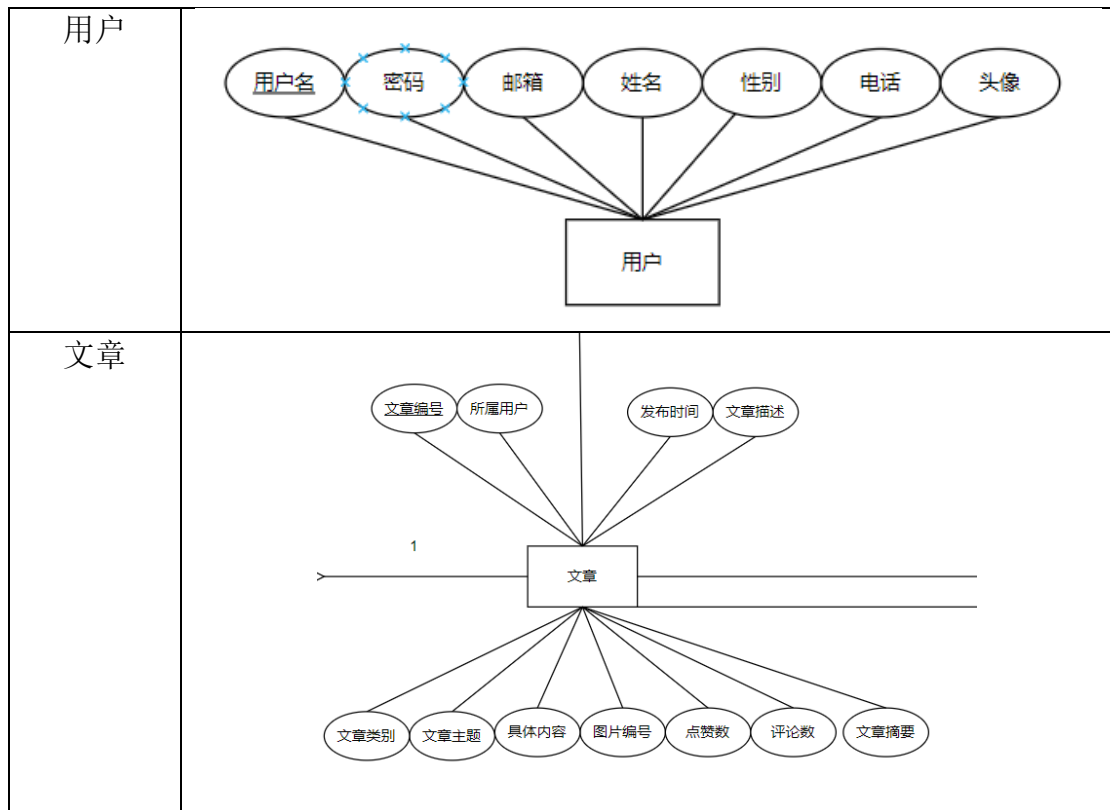 用户
用户名 密码 邮箱 姓名 性别 电话 头像
用户
文章
文章编号 所属用户 发布时间 文章描述
1
文章
文章类别 文章主题 具体内容 图片编号 点赞数 评论数 文章摘要